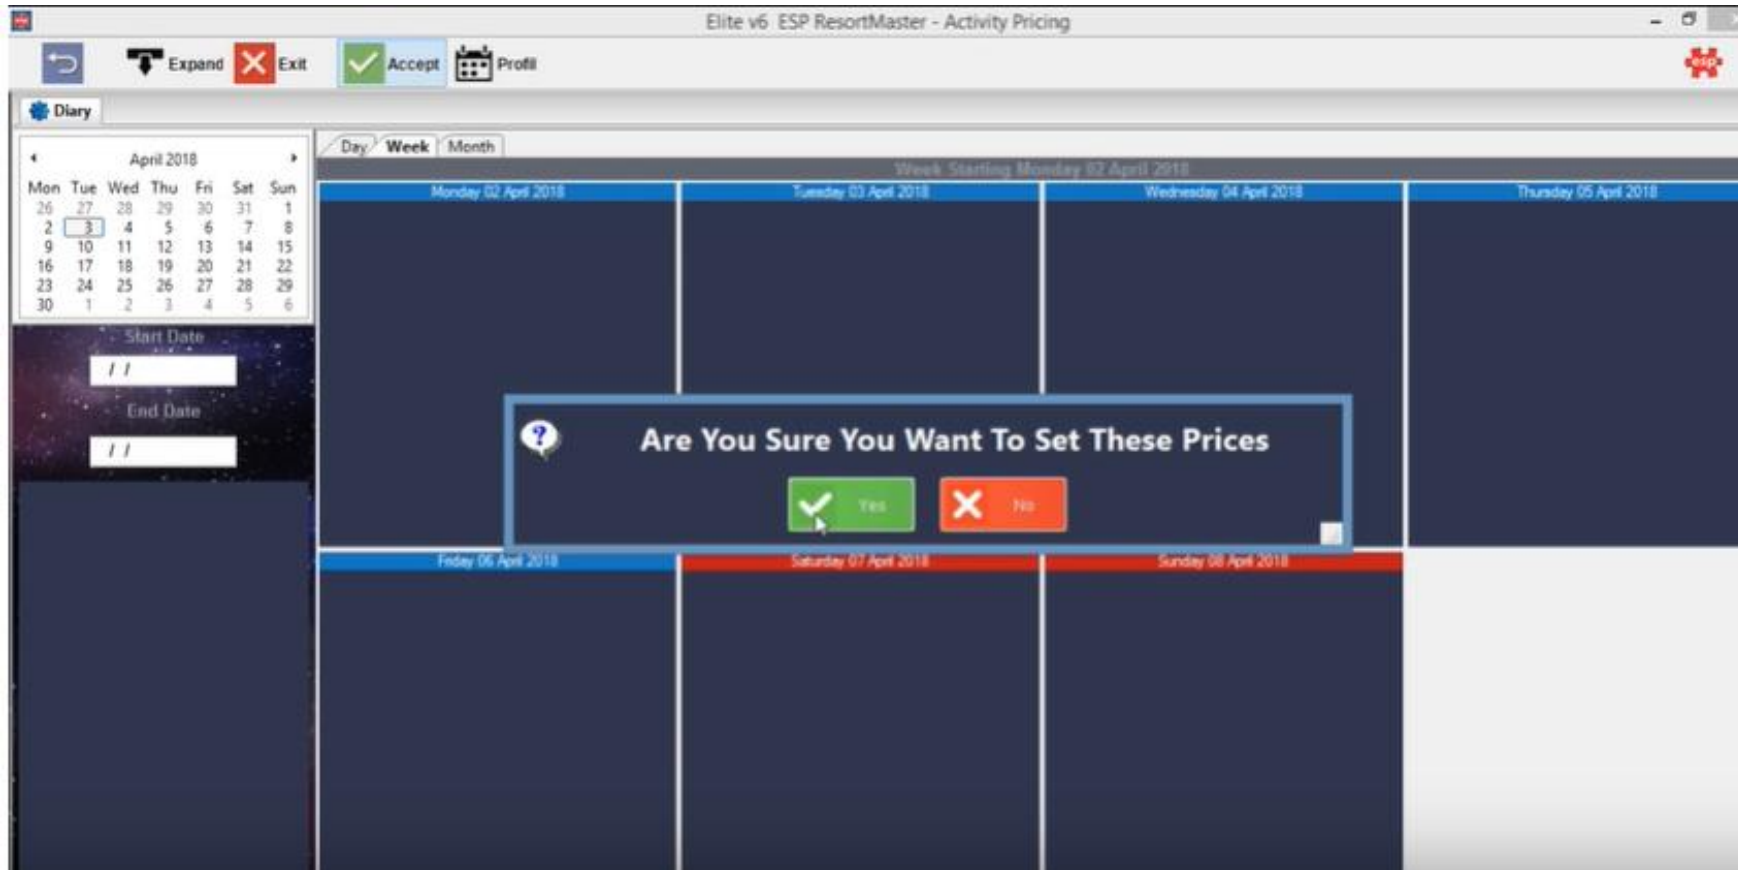 Elite v6 ESP ResortMaster - Activity Pricing
Expand Exit Accept Profil
esp
Diary
April 2018
Mon Tue Wed Thu Fri Sat Sun
26 27 28 29 30 31 1
2 3 4 5 6 7 8
9 10 11 12 13 14 15
16 17 18 19 20 21 22
23 24 25 26 27 28 29
30 1 2 3 4 5 6
Start Date
/ /
End Date
/ /
Day Week Month
Week Starting Monday 02 April 2018
Monday 02 April 2018 Tuesday 03 April 2018 Wednesday 04 April 2018 Thursday 05 April 2018
? Are You Sure You Want To Set These Prices
Yes No
Friday 06 April 2018 Saturday 07 April 2018 Sunday 08 April 2018